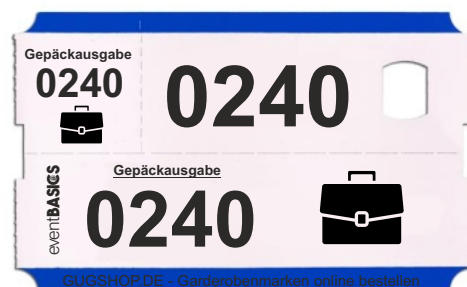 Gepäckausgabe
0240
0240
Gepäckausgabe
0240
eventBASICS
GUGSHOP.DE - Garderobenmarken online bestellen